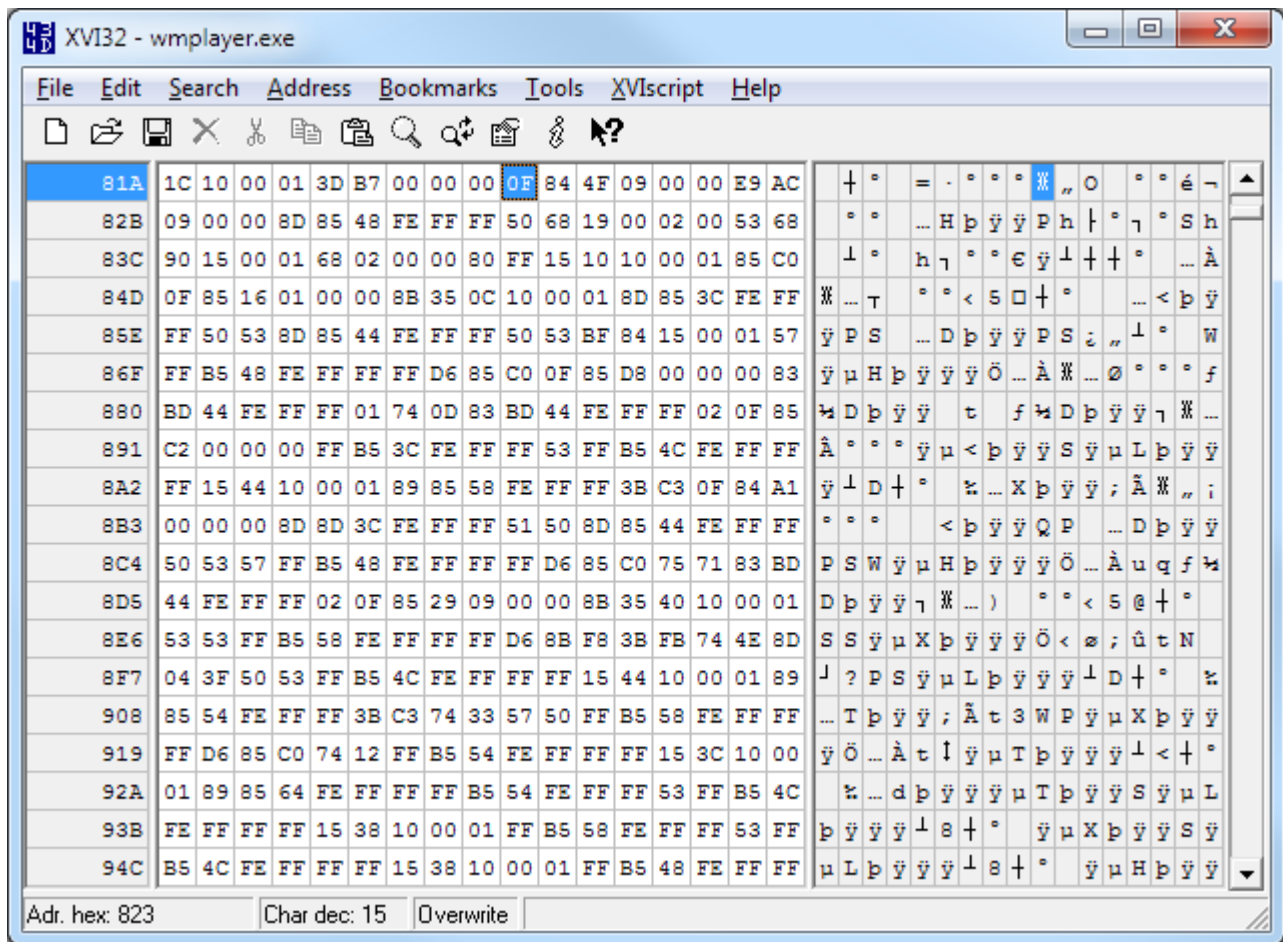 XVI32 - wmplayer.exe
File Edit Search Address Bookmarks Tools XVIscript Help
81A 1C 10 00 01 3D B7 00 00 00 0F 84 4F 09 00 00 E9 AC ┼ ° = · ° ° ° „ O ° ° é ¬
82B 09 00 00 8D 85 48 FE FF FF 50 68 19 00 02 00 53 68 ° ° … H þ ÿ ÿ P h ├ ° ┐ ° S h
83C 90 15 00 01 68 02 00 00 80 FF 15 10 10 00 01 85 C0 ┴ ° h ┐ ° ° € ÿ ┴ ┼ ┼ ° … À
84D 0F 85 16 01 00 00 8B 35 0C 10 00 01 8D 85 3C FE FF … ┬ ° ° ‹ 5 □ ┼ ° … < þ ÿ
85E FF 50 53 8D 85 44 FE FF FF 50 53 BF 84 15 00 01 57 ÿ P S … D þ ÿ ÿ P S ¿ „ ┴ ° W
86F FF B5 48 FE FF FF FF D6 85 C0 0F 85 D8 00 00 00 83 ÿ µ H þ ÿ ÿ ÿ Ö … À … Ø ° ° ° ƒ
880 BD 44 FE FF FF 01 74 0D 83 BD 44 FE FF FF 02 0F 85 ½ D þ ÿ ÿ t ƒ ½ D þ ÿ ÿ ┐ …
891 C2 00 00 00 FF B5 3C FE FF FF 53 FF B5 4C FE FF FF Â ° ° ° ÿ µ < þ ÿ ÿ S ÿ µ L þ ÿ ÿ
8A2 FF 15 44 10 00 01 89 85 58 FE FF FF 3B C3 0F 84 A1 ÿ ┴ D ┼ ° ‰ … X þ ÿ ÿ ; Ã „ ¡
8B3 00 00 00 8D 8D 3C FE FF FF 51 50 8D 85 44 FE FF FF ° ° ° < þ ÿ ÿ Q P … D þ ÿ ÿ
8C4 50 53 57 FF B5 48 FE FF FF FF D6 85 C0 75 71 83 BD P S W ÿ µ H þ ÿ ÿ ÿ Ö … À u q ƒ ½
8D5 44 FE FF FF 02 0F 85 29 09 00 00 8B 35 40 10 00 01 D þ ÿ ÿ ┐ … ) ° ° ‹ 5 @ ┼ °
8E6 53 53 FF B5 58 FE FF FF FF D6 8B F8 3B FB 74 4E 8D S S ÿ µ X þ ÿ ÿ ÿ Ö ‹ ø ; û t N
8F7 04 3F 50 53 FF B5 4C FE FF FF FF 15 44 10 00 01 89 ┘ ? P S ÿ µ L þ ÿ ÿ ÿ ┴ D ┼ ° ‰
908 85 54 FE FF FF 3B C3 74 33 57 50 FF B5 58 FE FF FF … T þ ÿ ÿ ; Ã t 3 W P ÿ µ X þ ÿ ÿ
919 FF D6 85 C0 74 12 FF B5 54 FE FF FF FF 15 3C 10 00 ÿ Ö … À t ↕ ÿ µ T þ ÿ ÿ ÿ ┴ < ┼ °
92A 01 89 85 64 FE FF FF FF B5 54 FE FF FF 53 FF B5 4C ‰ … d þ ÿ ÿ ÿ µ T þ ÿ ÿ S ÿ µ L
93B FE FF FF FF 15 38 10 00 01 FF B5 58 FE FF FF 53 FF þ ÿ ÿ ÿ ┴ 8 ┼ ° ÿ µ X þ ÿ ÿ S ÿ
94C B5 4C FE FF FF FF 15 38 10 00 01 FF B5 48 FE FF FF µ L þ ÿ ÿ ÿ ┴ 8 ┼ ° ÿ µ H þ ÿ ÿ
Adr. hex: 823 Char dec: 15 Overwrite